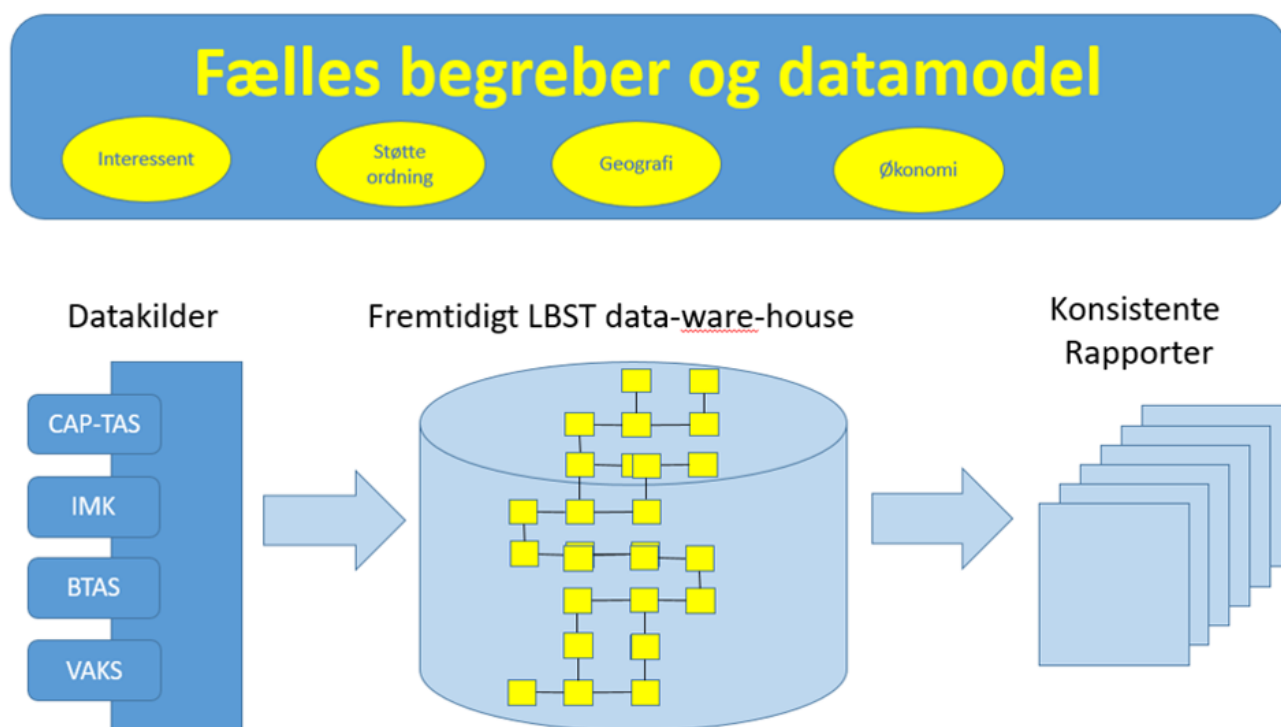 Fælles begreber og datamodel
Interessent
Støtte
ordning
Geografi
Økonomi
Datakilder
Fremtidigt LBST data-ware-house
Konsistente
Rapporter
CAP-TAS
IMK
BTAS
VAKS